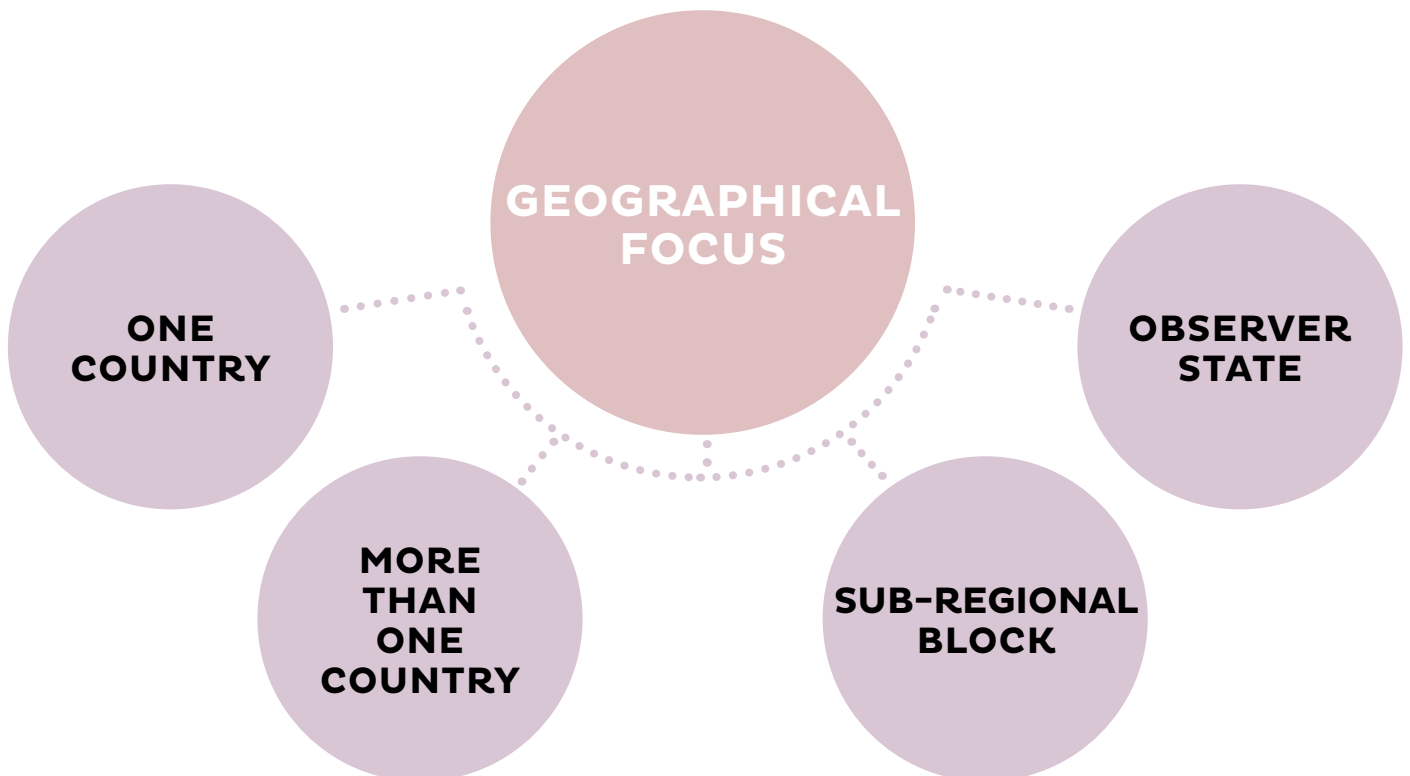 GEOGRAPHICAL
FOCUS
ONE
COUNTRY
MORE
THAN
ONE
COUNTRY
SUB-REGIONAL
BLOCK
OBSERVER
STATE